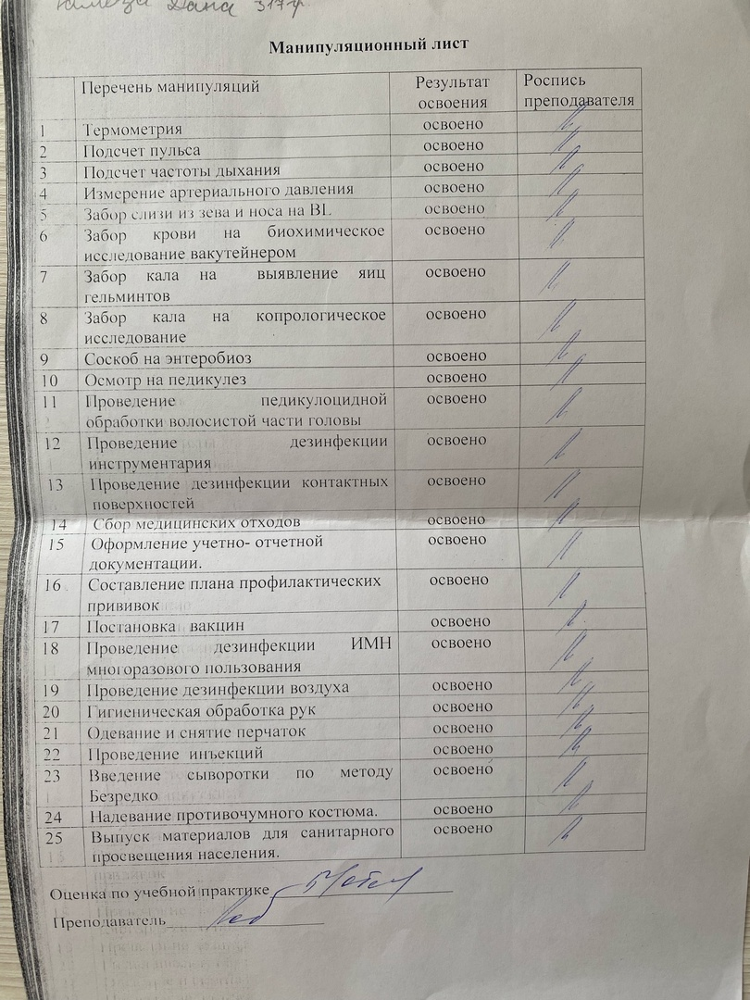 Дана 317 гр.
Манипуляционный лист
Перечень манипуляций
Результат освоения
Роспись преподавателя
1 Термометрия освоено
2 Подсчет пульса освоено
3 Подсчет частоты дыхания освоено
4 Измерение артериального давления освоено
5 Забор слизи из зева и носа на BL освоено
6 Забор крови на биохимическое освоено
исследование вакутейнером
7 Забор кала на выявление яиц освоено
гельминтов
8 Забор кала на копрологическое освоено
исследование
9 Соскоб на энтеробиоз освоено
10 Осмотр на педикулез освоено
11 Проведение педикулоцидной освоено
обработки волосистой части головы
12 Проведение дезинфекции освоено
инструментария
13 Проведение дезинфекции контактных освоено
поверхностей
14 Сбор медицинских отходов освоено
15 Оформление учетно- отчетной освоено
документации.
16 Составление плана профилактических освоено
прививок
17 Постановка вакцин освоено
18 Проведение дезинфекции ИМН освоено
многоразового пользования
19 Проведение дезинфекции воздуха освоено
20 Гигиеническая обработка рук освоено
21 Одевание и снятие перчаток освоено
22 Проведение инъекций освоено
23 Введение сыворотки по методу освоено
Безредко
24 Надевание противочумного костюма. освоено
25 Выпуск материалов для санитарного освоено
просвещения населения.
Оценка по учебной практике
Преподаватель